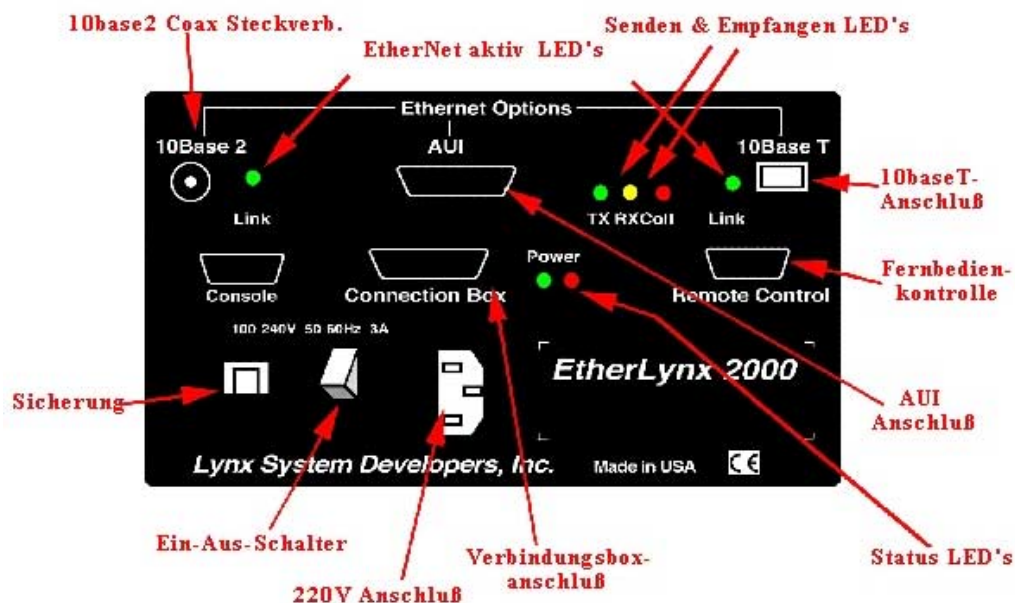 10base2 Coax Steckverb.
Senden & Empfangen LED's
EtherNet aktiv LED's
Ethernet Options
10Base 2
AUI
10Base T
10baseT-
Anschluß
Link
TX RX Coll
Link
Power
Fernbedien-
kontrolle
Console
Connection Box
Remote Control
100 240V 50 60Hz 3A
EtherLynx 2000
Sicherung
AUI
Anschluß
Lynx System Developers, Inc.
Made in USA
CE
Ein-Aus-Schalter
Verbindungsbox-
anschluß
Status LED's
220V Anschluß